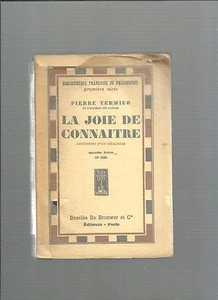 BIBLIOTHÈQUE FRANÇAISE DE PHILOSOPHIE
première série
PIERRE TERMIER
LA JOIE DE
CONNAITRE
Desclée De Brouwer et Cie
Éditeurs - Paris